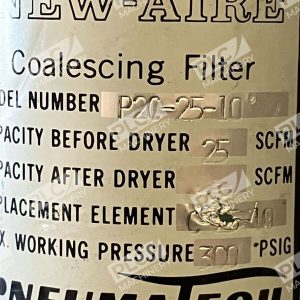 NEW-AIRE
Coalescing Filter
DEL NUMBER P20-25-10
PACITY BEFORE DRYER 25 SCFM
PACITY AFTER DRYER SCFM
PLACEMENT ELEMENT
X. WORKING PRESSURE 300 *PSIG
PNEUMATECH